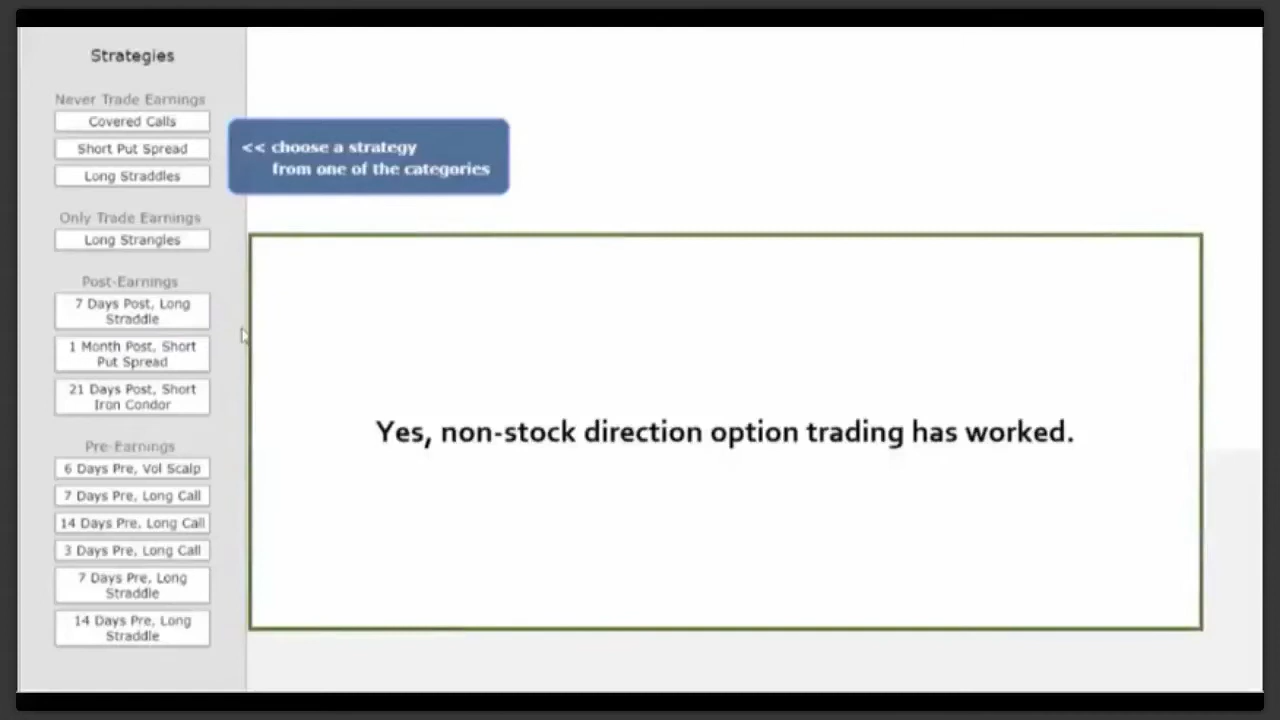 Strategies
Never Trade Earnings
Covered Calls
Short Put Spread
Long Straddles
Only Trade Earnings
Long Strangles
Post-Earnings
7 Days Post, Long
Straddle
1 Month Post, Short
Put Spread
21 Days Post, Short
Iron Condor
Pre-Earnings
6 Days Pre, Vol Scalp
7 Days Pre, Long Call
14 Days Pre, Long Call
3 Days Pre, Long Call
7 Days Pre, Long
Straddle
14 Days Pre, Long
Straddle
<< choose a strategy
from one of the categories
Yes, non-stock direction option trading has worked.